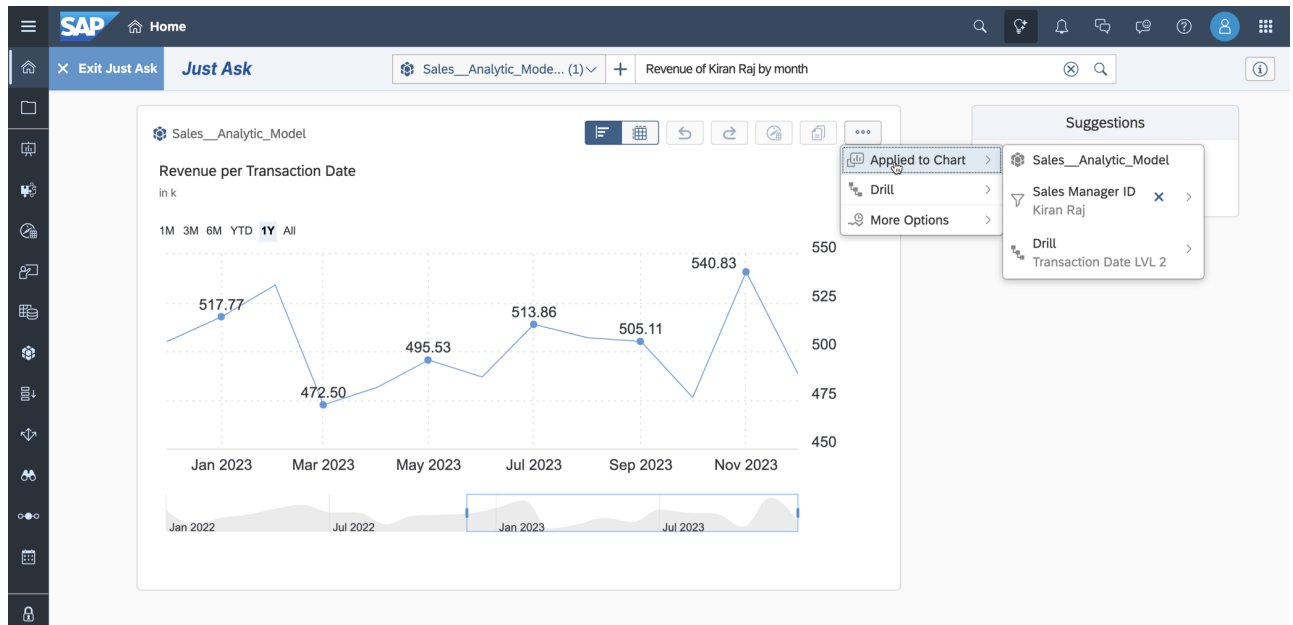 SAP Home
Exit Just Ask
Just Ask
Sales__Analytic_Mode... (1)
Revenue of Kiran Raj by month
Sales__Analytic_Model
Revenue per Transaction Date
in k
1M 3M 6M YTD 1Y All
550
525
500
475
450
517.77
472.50
495.53
513.86
505.11
540.83
Jan 2023 Mar 2023 May 2023 Jul 2023 Sep 2023 Nov 2023
Jan 2022 Jul 2022 Jan 2023 Jul 2023
Applied to Chart
Drill
More Options
Suggestions
Sales__Analytic_Model
Sales Manager ID
Kiran Raj
Drill
Transaction Date LVL 2